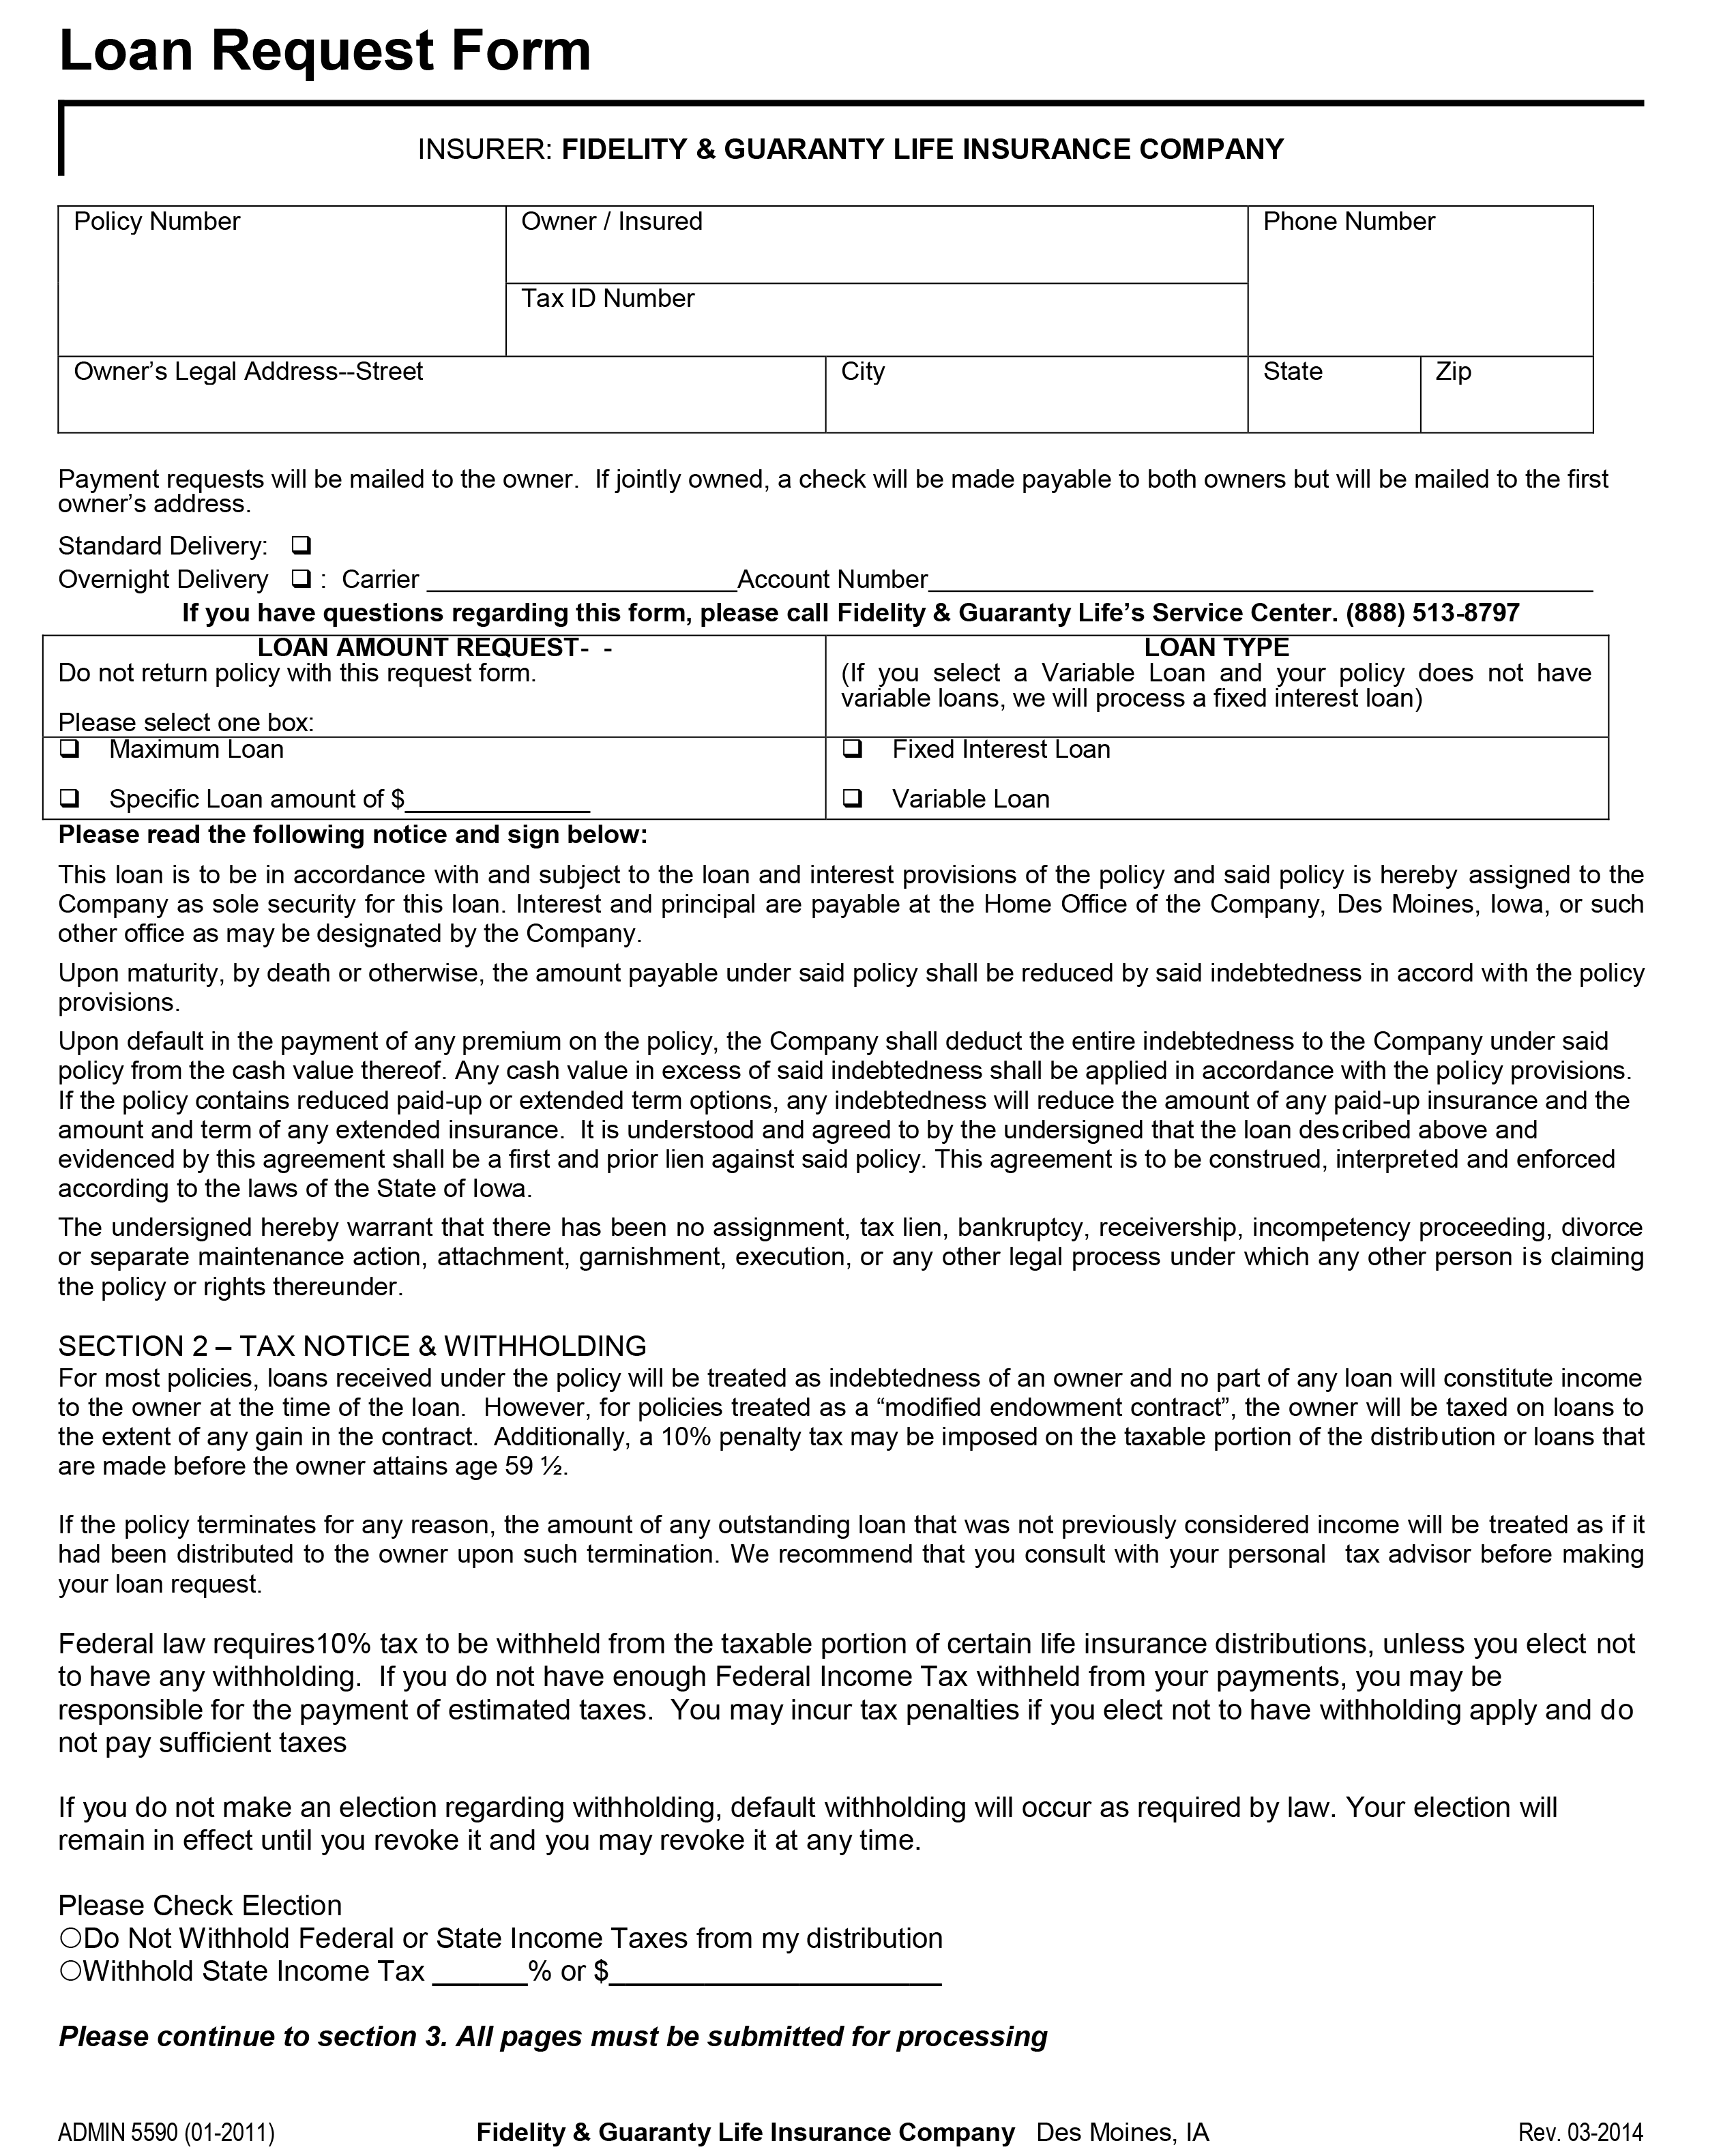 Loan Request Form
INSURER: FIDELITY & GUARANTY LIFE INSURANCE COMPANY
Policy Number
Owner / Insured
Phone Number
Tax ID Number
Owner’s Legal Address--Street
City
State
Zip
Payment requests will be mailed to the owner.  If jointly owned, a check will be made payable to both owners but will be mailed to the first
owner’s address.
Standard Delivery: ❑
Overnight Delivery ❑ : Carrier ______________________Account Number_______________________________________________
If you have questions regarding this form, please call Fidelity & Guaranty Life’s Service Center. (888) 513-8797
LOAN AMOUNT REQUEST-  -
Do not return policy with this request form.
Please select one box:
LOAN TYPE
(If you select a Variable Loan and your policy does not have
variable loans, we will process a fixed interest loan)
❑ Maximum Loan
❑ Specific Loan amount of $_____________
❑ Fixed Interest Loan
❑ Variable Loan
Please read the following notice and sign below:
This loan is to be in accordance with and subject to the loan and interest provisions of the policy and said policy is hereby assigned to the
Company as sole security for this loan. Interest and principal are payable at the Home Office of the Company, Des Moines, Iowa, or such
other office as may be designated by the Company.
Upon maturity, by death or otherwise, the amount payable under said policy shall be reduced by said indebtedness in accord with the policy
provisions.
Upon default in the payment of any premium on the policy, the Company shall deduct the entire indebtedness to the Company under said
policy from the cash value thereof. Any cash value in excess of said indebtedness shall be applied in accordance with the policy provisions.
If the policy contains reduced paid-up or extended term options, any indebtedness will reduce the amount of any paid-up insurance and the
amount and term of any extended insurance.  It is understood and agreed to by the undersigned that the loan described above and
evidenced by this agreement shall be a first and prior lien against said policy. This agreement is to be construed, interpreted and enforced
according to the laws of the State of Iowa.
The undersigned hereby warrant that there has been no assignment, tax lien, bankruptcy, receivership, incompetency proceeding, divorce
or separate maintenance action, attachment, garnishment, execution, or any other legal process under which any other person is claiming
the policy or rights thereunder.
SECTION 2 – TAX NOTICE & WITHHOLDING
For most policies, loans received under the policy will be treated as indebtedness of an owner and no part of any loan will constitute income
to the owner at the time of the loan.  However, for policies treated as a “modified endowment contract”, the owner will be taxed on loans to
the extent of any gain in the contract.  Additionally, a 10% penalty tax may be imposed on the taxable portion of the distribution or loans that
are made before the owner attains age 59 ½.
If the policy terminates for any reason, the amount of any outstanding loan that was not previously considered income will be treated as if it
had been distributed to the owner upon such termination. We recommend that you consult with your personal  tax advisor before making
your loan request.
Federal law requires10% tax to be withheld from the taxable portion of certain life insurance distributions, unless you elect not
to have any withholding.  If you do not have enough Federal Income Tax withheld from your payments, you may be
responsible for the payment of estimated taxes.  You may incur tax penalties if you elect not to have withholding apply and do
not pay sufficient taxes
If you do not make an election regarding withholding, default withholding will occur as required by law. Your election will
remain in effect until you revoke it and you may revoke it at any time.
Please Check Election
○Do Not Withhold Federal or State Income Taxes from my distribution
○Withhold State Income Tax ______% or $_____________________
Please continue to section 3. All pages must be submitted for processing
ADMIN 5590 (01-2011) Fidelity & Guaranty Life Insurance Company Des Moines, IA Rev. 03-2014